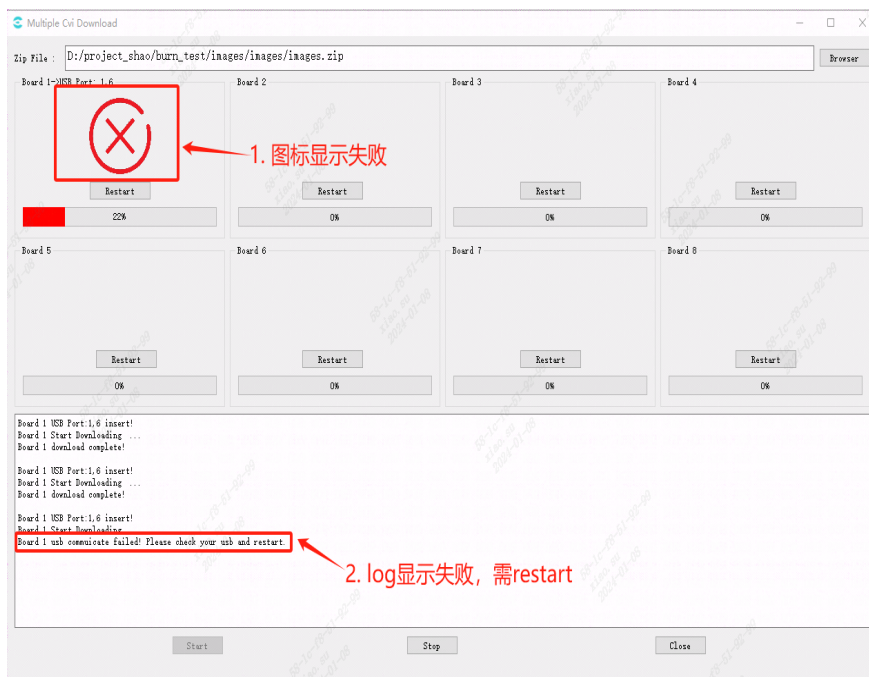 Multiple Cvi Download
Zip File : D:/project_shao/burn_test/images/images/images.zip Browser
Board 1->USB Port: 1,6 Board 2 Board 3 Board 4
1. 图标显示失败
Restart Restart Restart Restart
22% 0% 0% 0%
Board 5 Board 6 Board 7 Board 8
Restart Restart Restart Restart
0% 0% 0% 0%
Board 1 USB Port:1,6 insert!
Board 1 Start Downloading ...
Board 1 download complete!
Board 1 USB Port:1,6 insert!
Board 1 Start Downloading ...
Board 1 download complete!
Board 1 USB Port:1,6 insert!
Board 1 Start Downloading
Board 1 usb commuicate failed! Please check your usb and restart.
2. log显示失败，需restart
Start Stop Close